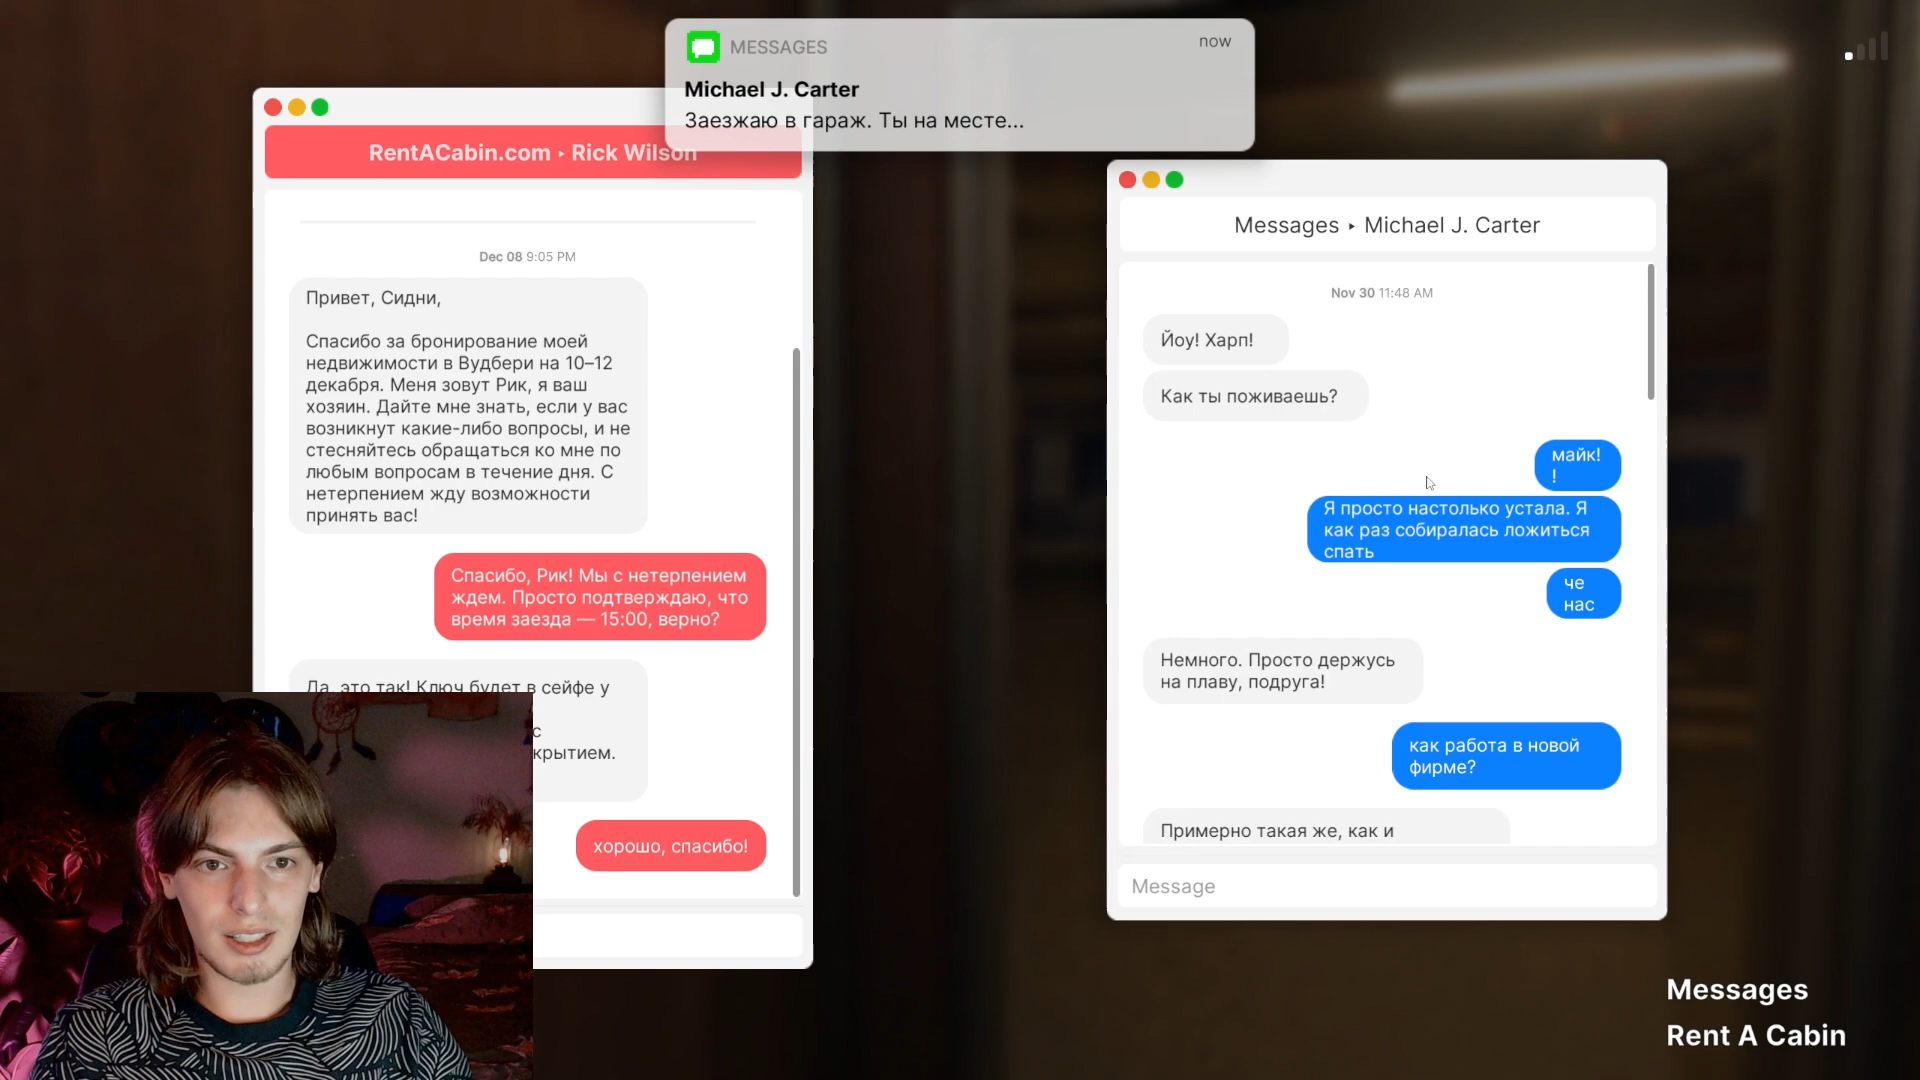 MESSAGES
now
Michael J. Carter
Заезжаю в гараж. Ты на месте...
RentACabin.com ‣ Rick Wilson
Dec 08 9:05 PM
Привет, Сидни,
Спасибо за бронирование моей
недвижимости в Вудбери на 10–12
декабря. Меня зовут Рик, я ваш
хозяин. Дайте мне знать, если у вас
возникнут какие-либо вопросы, и не
стесняйтесь обращаться ко мне по
любым вопросам в течение дня. С
нетерпением жду возможности
принять вас!
Спасибо, Рик! Мы с нетерпением
ждем. Просто подтверждаю, что
время заезда — 15:00, верно?
Да, это так! Ключ будет в сейфе у
с
крытием.
хорошо, спасибо!
Messages ‣ Michael J. Carter
Nov 30 11:48 AM
Йоу! Харп!
Как ты поживаешь?
майк!
!
Я просто настолько устала. Я
как раз собиралась ложиться
спать
че
нас
Немного. Просто держусь
на плаву, подруга!
как работа в новой
фирме?
Примерно такая же, как и
Message
Messages
Rent A Cabin